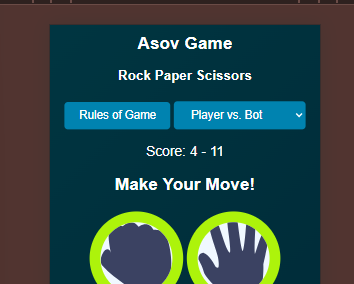 Asov Game
Rock Paper Scissors
Rules of Game
Player vs. Bot
Score: 4 - 11
Make Your Move!